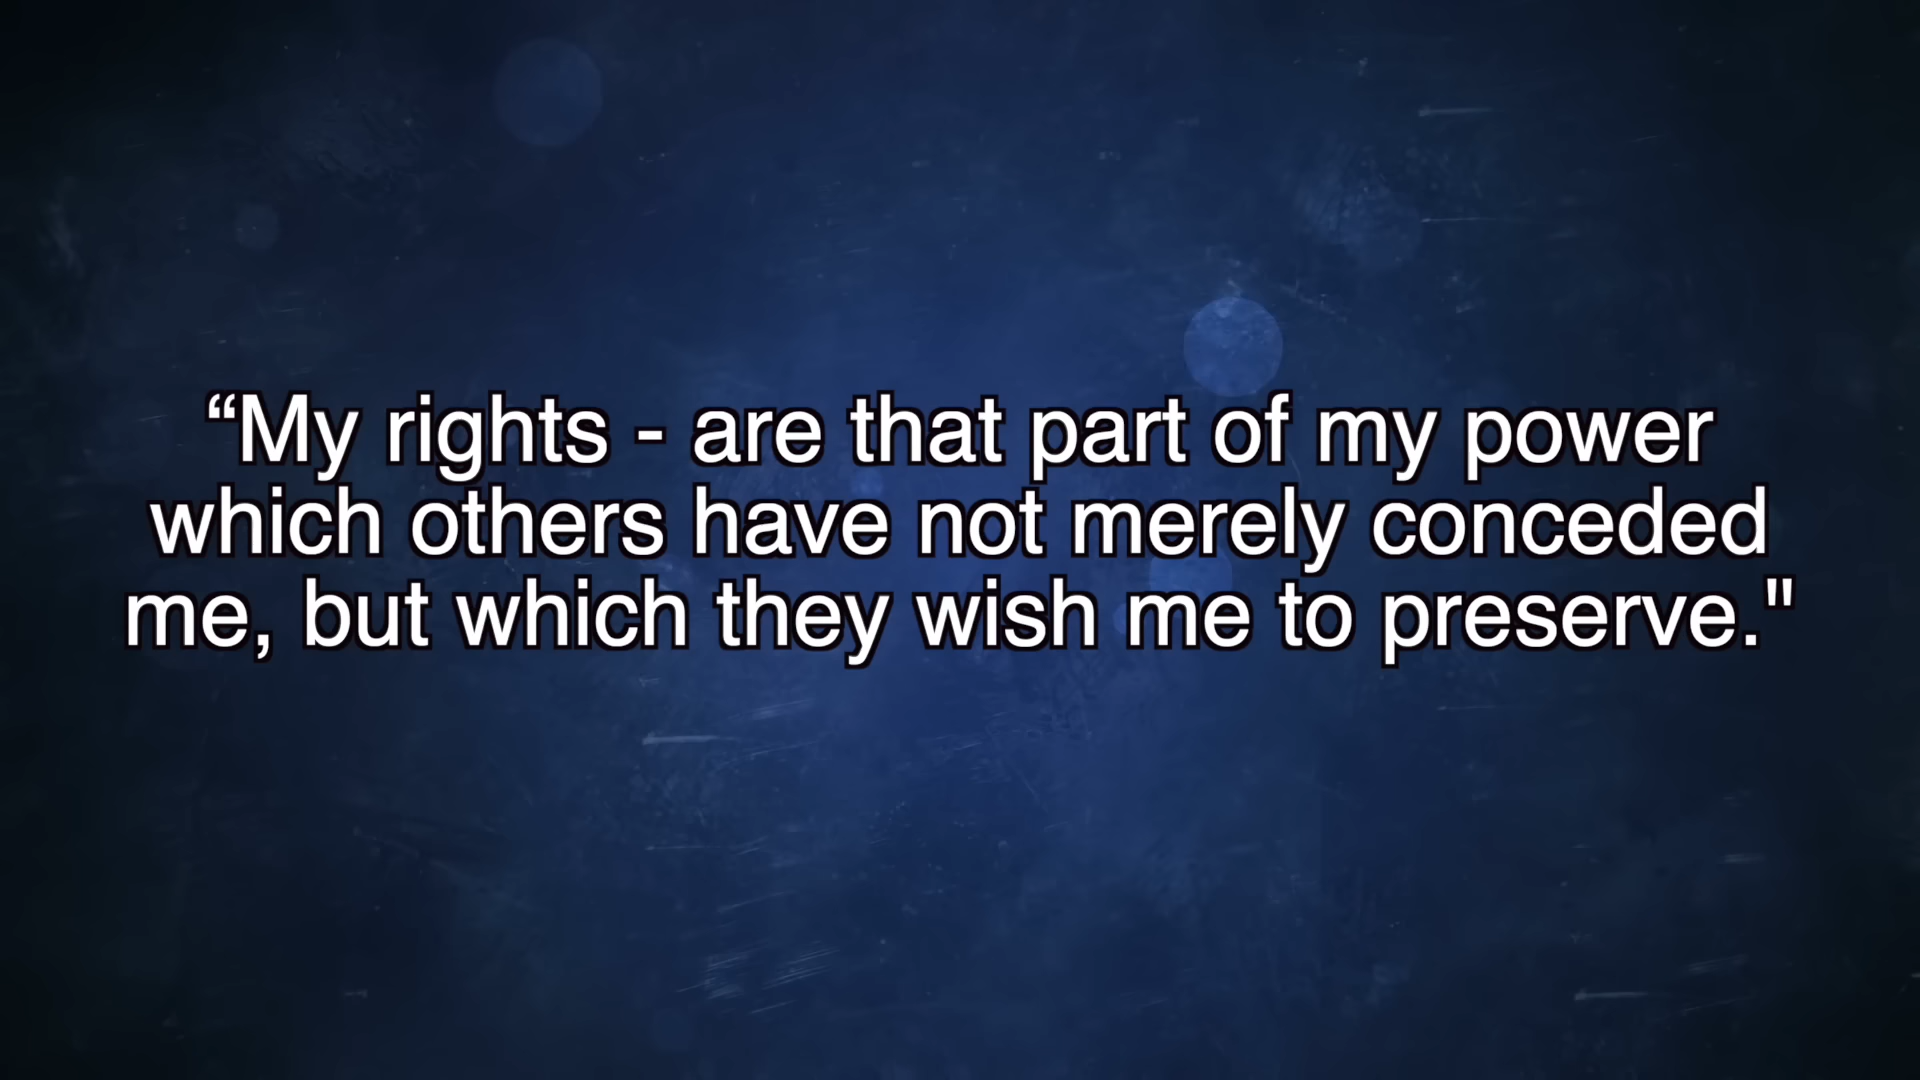 “My rights - are that part of my power
which others have not merely conceded
me, but which they wish me to preserve."